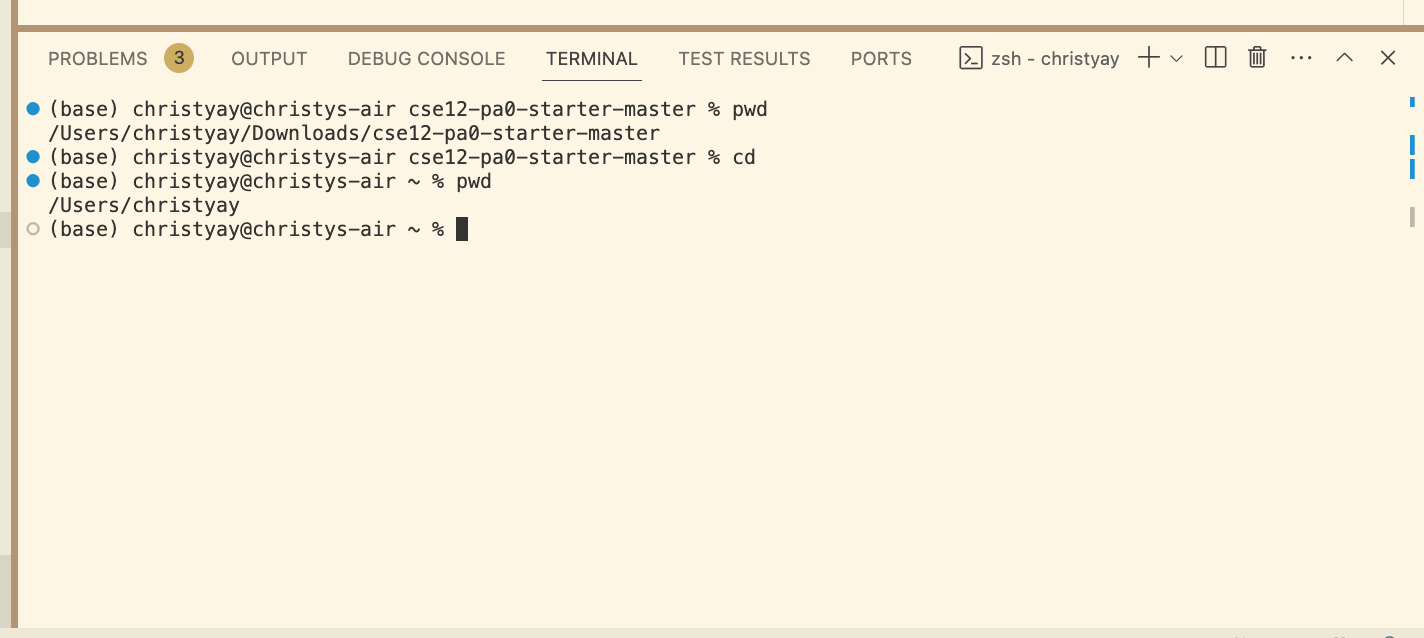 PROBLEMS 3 OUTPUT DEBUG CONSOLE TERMINAL TEST RESULTS PORTS zsh - christyay
(base) christyay@christys-air cse12-pa0-starter-master % pwd
/Users/christyay/Downloads/cse12-pa0-starter-master
(base) christyay@christys-air cse12-pa0-starter-master % cd
(base) christyay@christys-air ~ % pwd
/Users/christyay
(base) christyay@christys-air ~ %